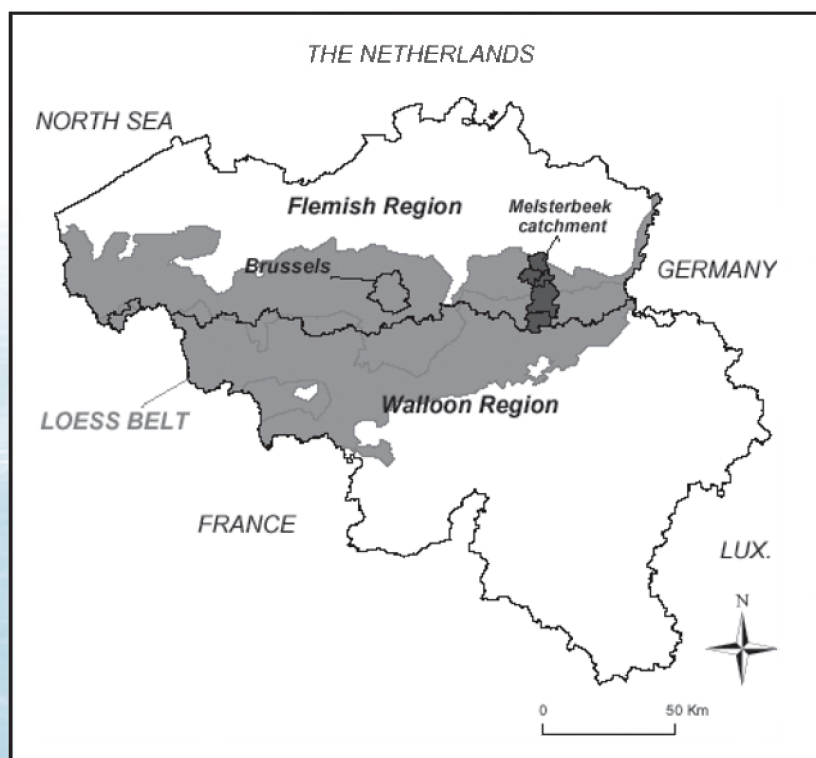 THE NETHERLANDS
NORTH SEA
Flemish Region
Melsterbeek
catchment
Brussels
GERMANY
LOESS BELT
Walloon Region
FRANCE
LUX.
N
0 50 Km